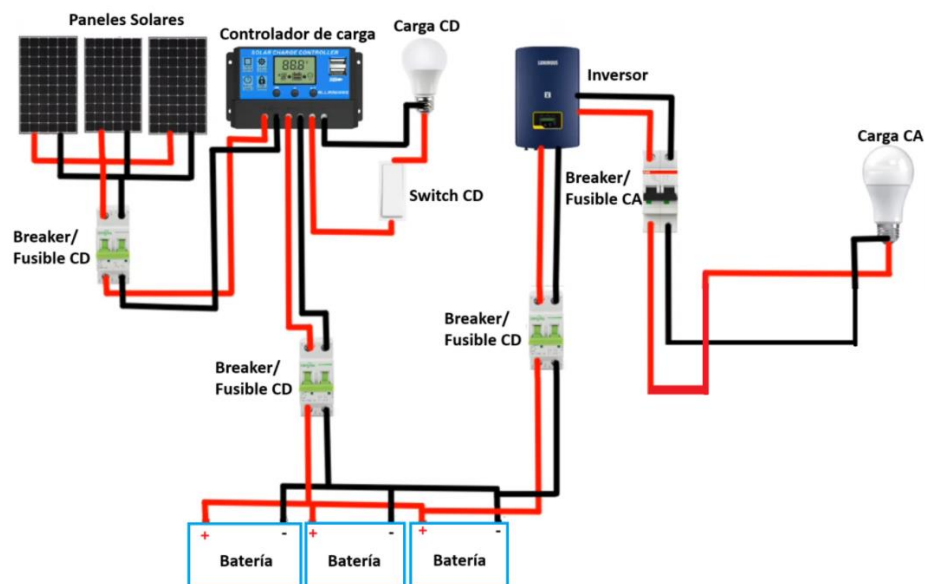 Paneles Solares
Controlador de carga
Carga CD
SOLAR CHARGE CONTROLLER
Inversor
Carga CA
Breaker/
Fusible CA
Switch CD
Breaker/
Fusible CD
Breaker/
Fusible CD
Breaker/
Fusible CD
+ - + - + -
Batería Batería Batería